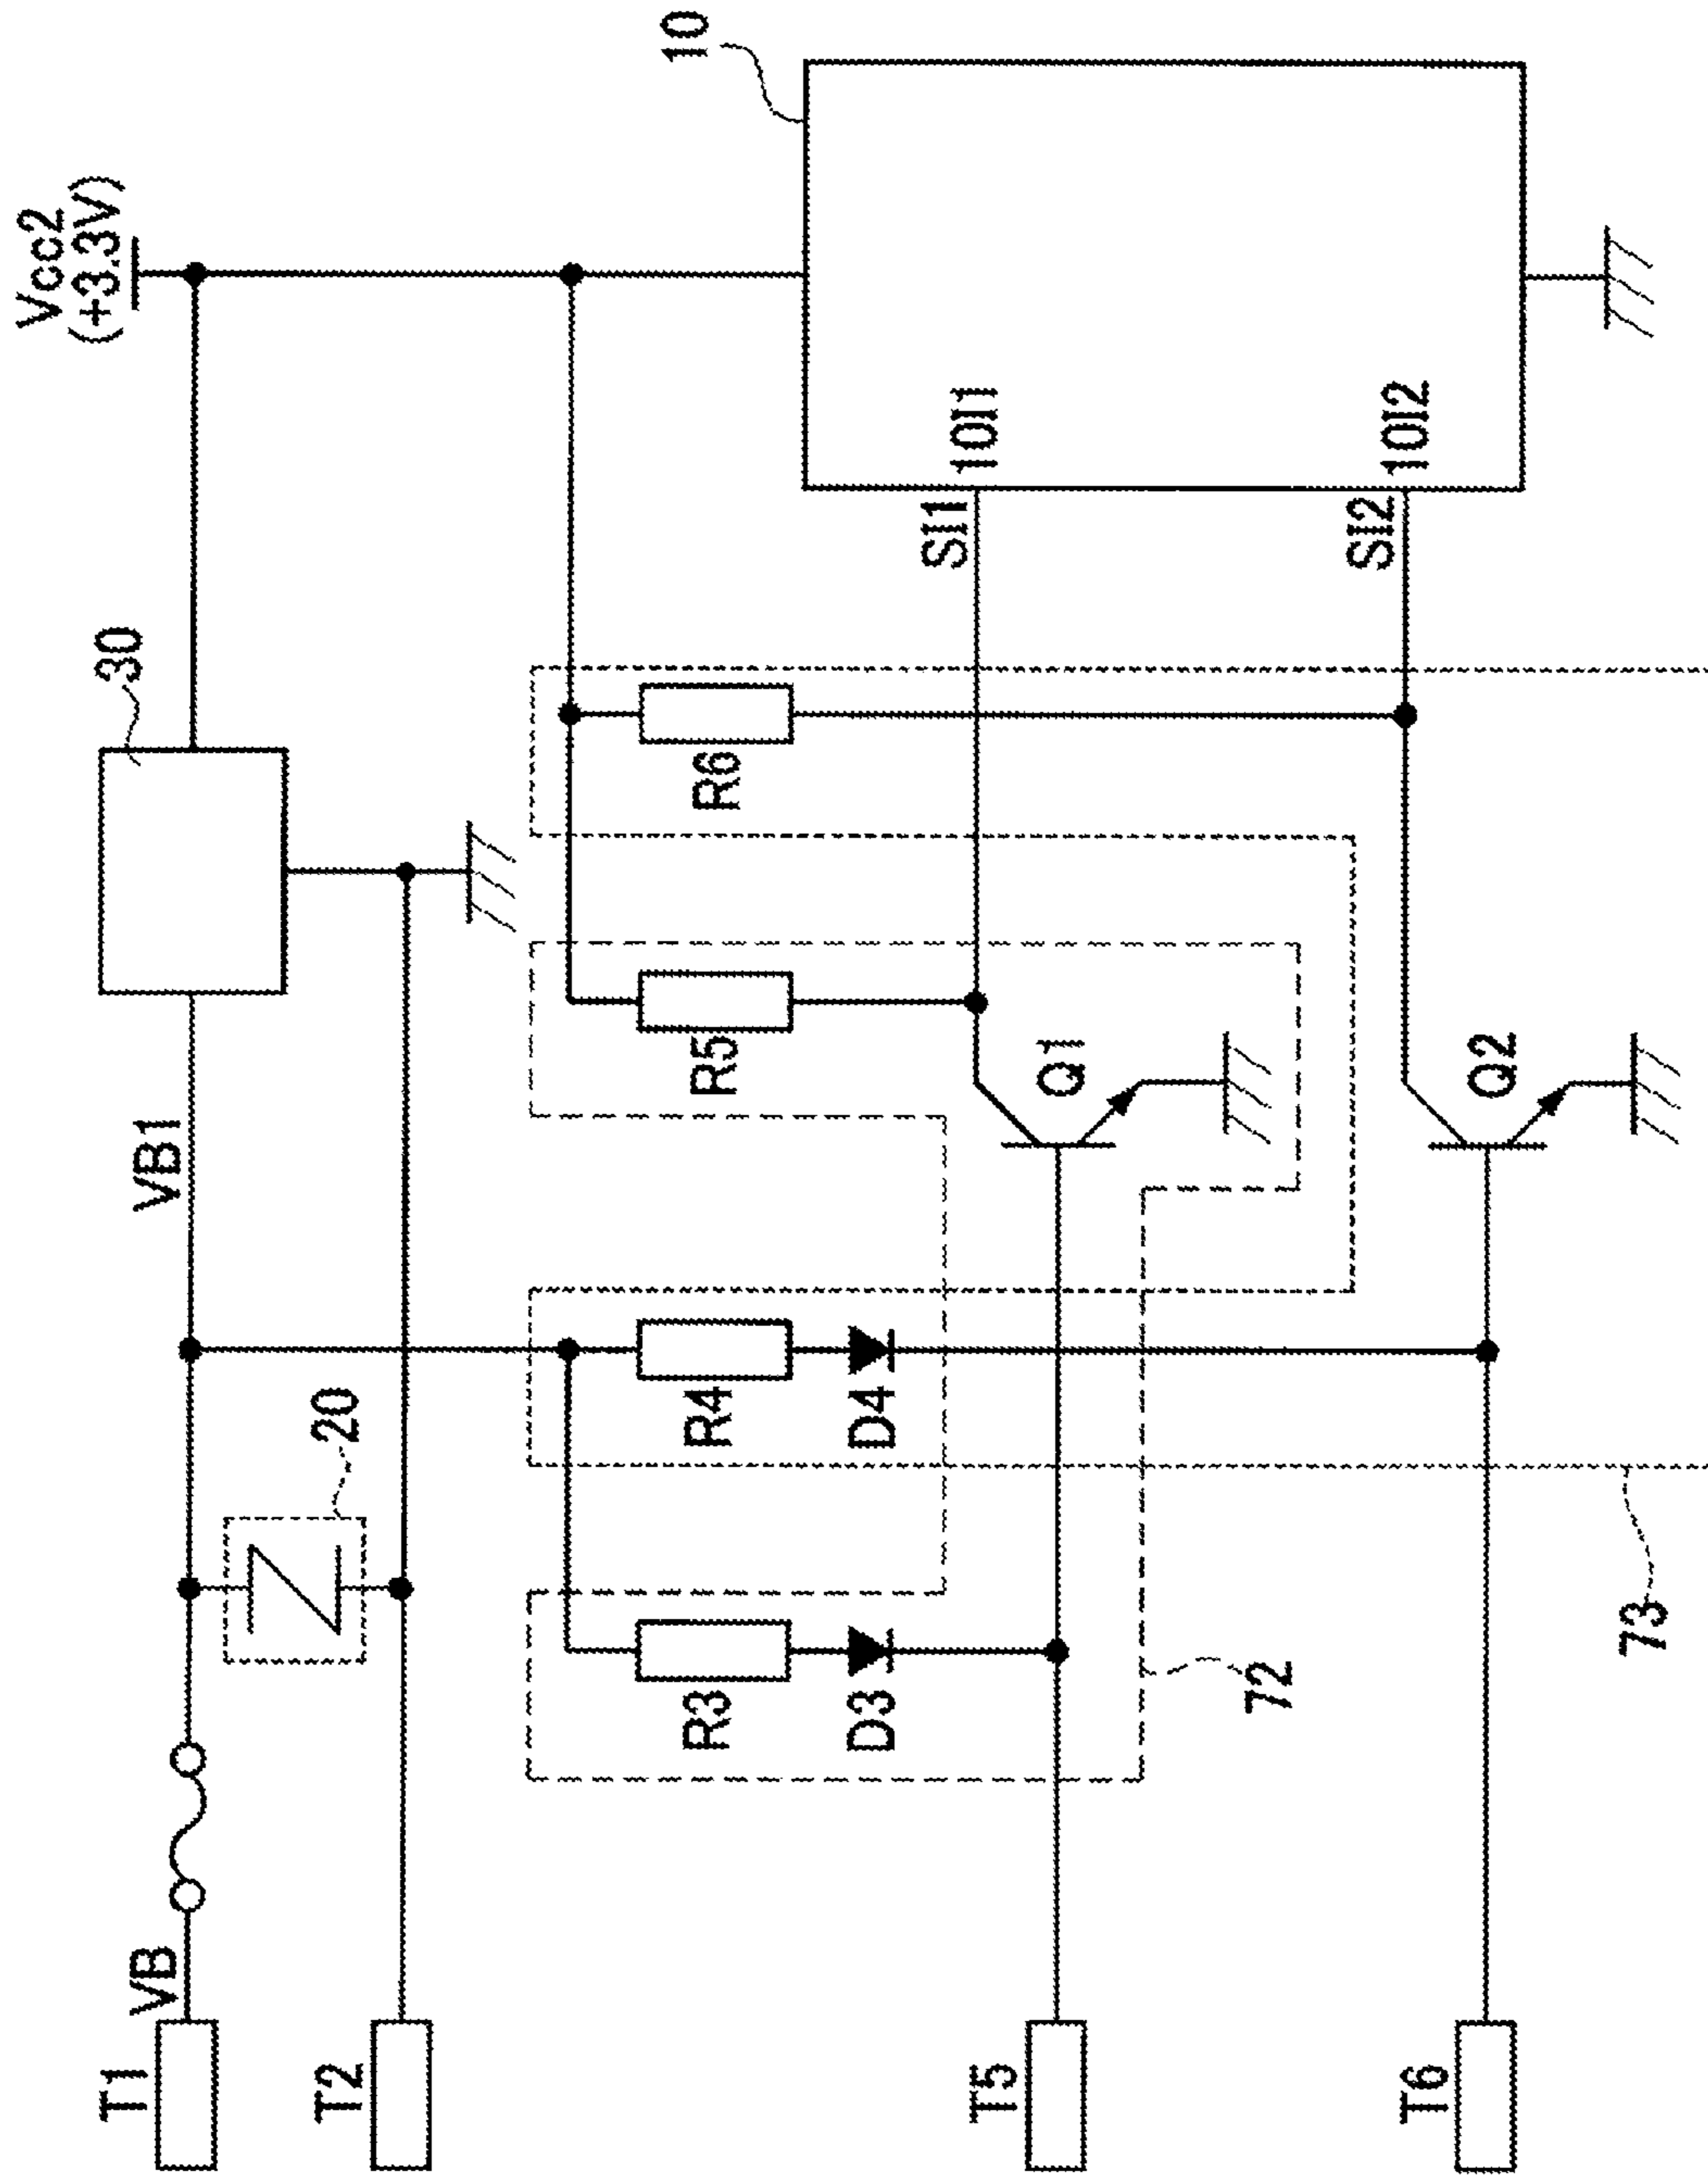 T1
VB
T2
20
VB1
30
Vcc2
(+3.3V)
10
R3
D3
R4
D4
R5
R6
Q1
SI1
10I1
T5
72
T6
Q2
SI2
10I2
73